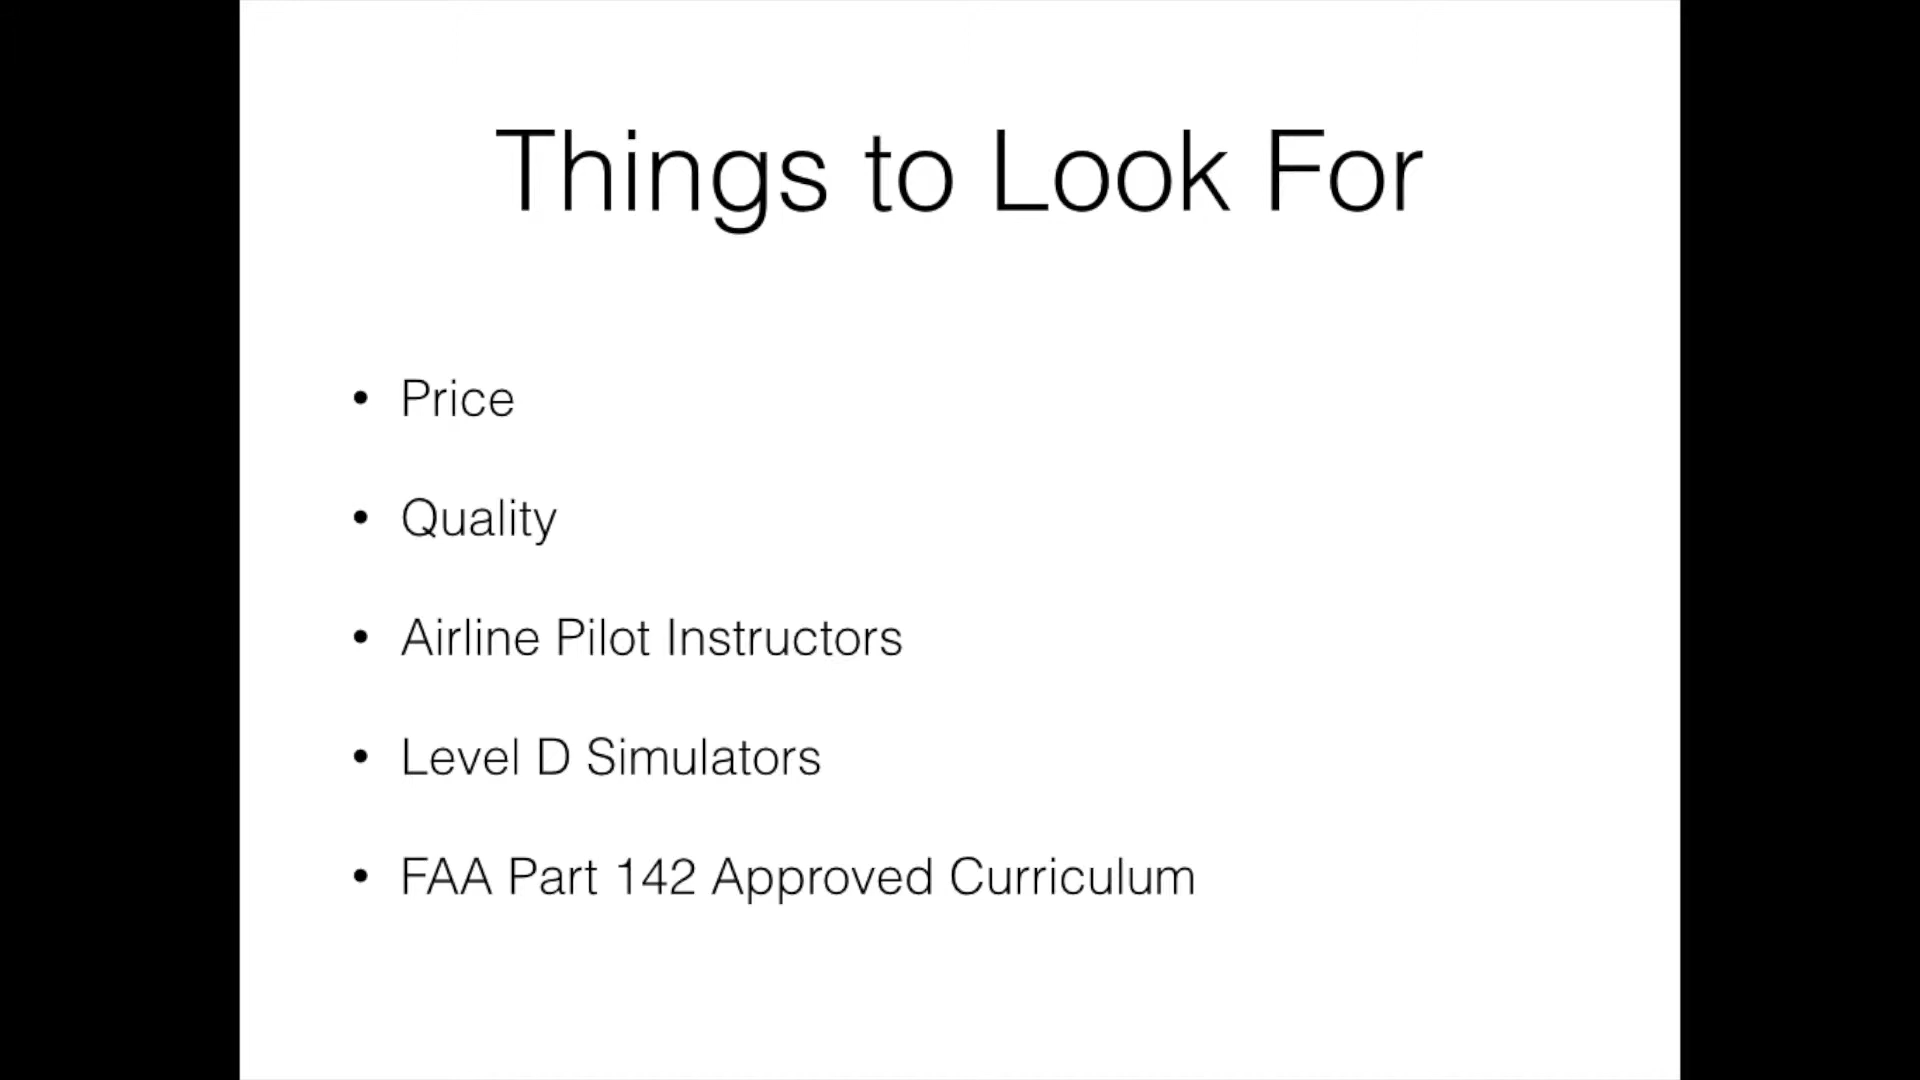 Things to Look For
• Price
• Quality
• Airline Pilot Instructors
• Level D Simulators
• FAA Part 142 Approved Curriculum